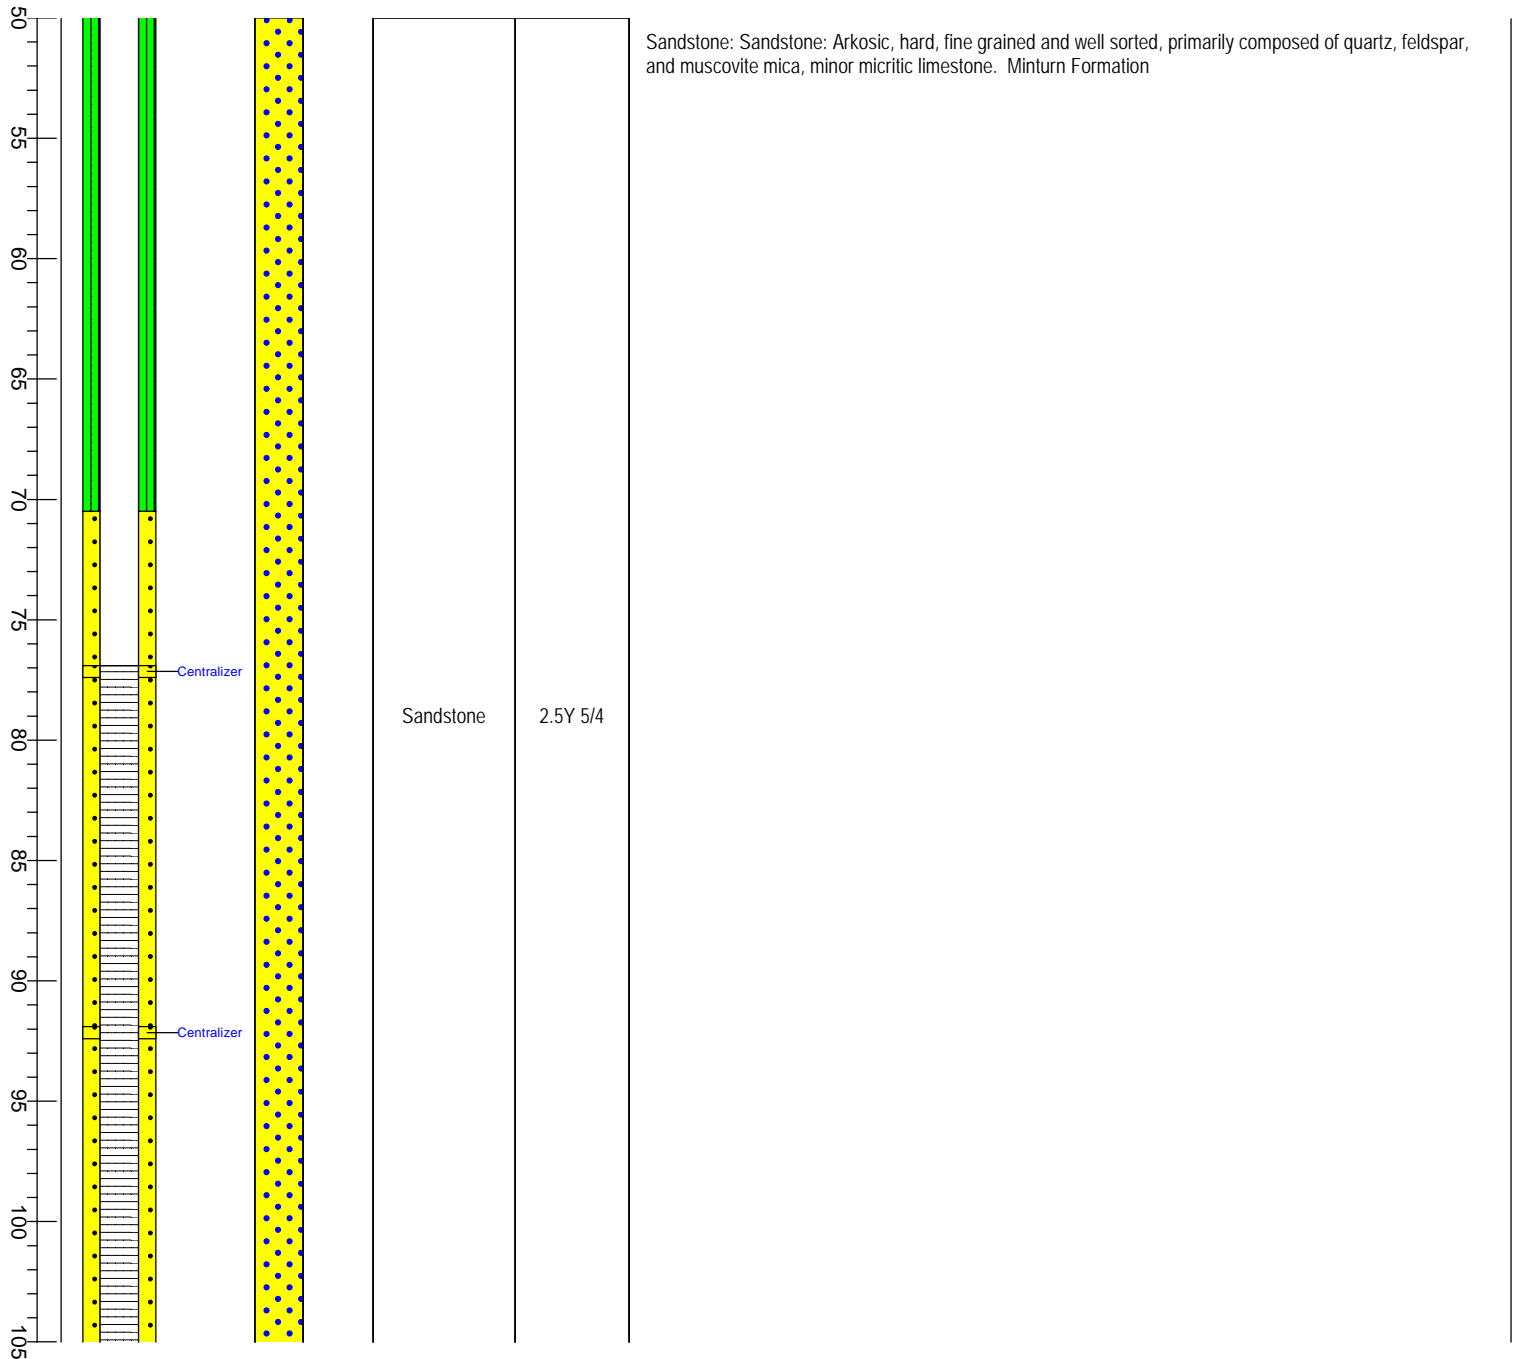 50
Sandstone: Sandstone: Arkosic, hard, fine grained and well sorted, primarily composed of quartz, feldspar,
and muscovite mica, minor micritic limestone.  Minturn Formation
55
60
65
70
75
Centralizer
Sandstone
2.5Y 5/4
80
85
90
Centralizer
95
100
105